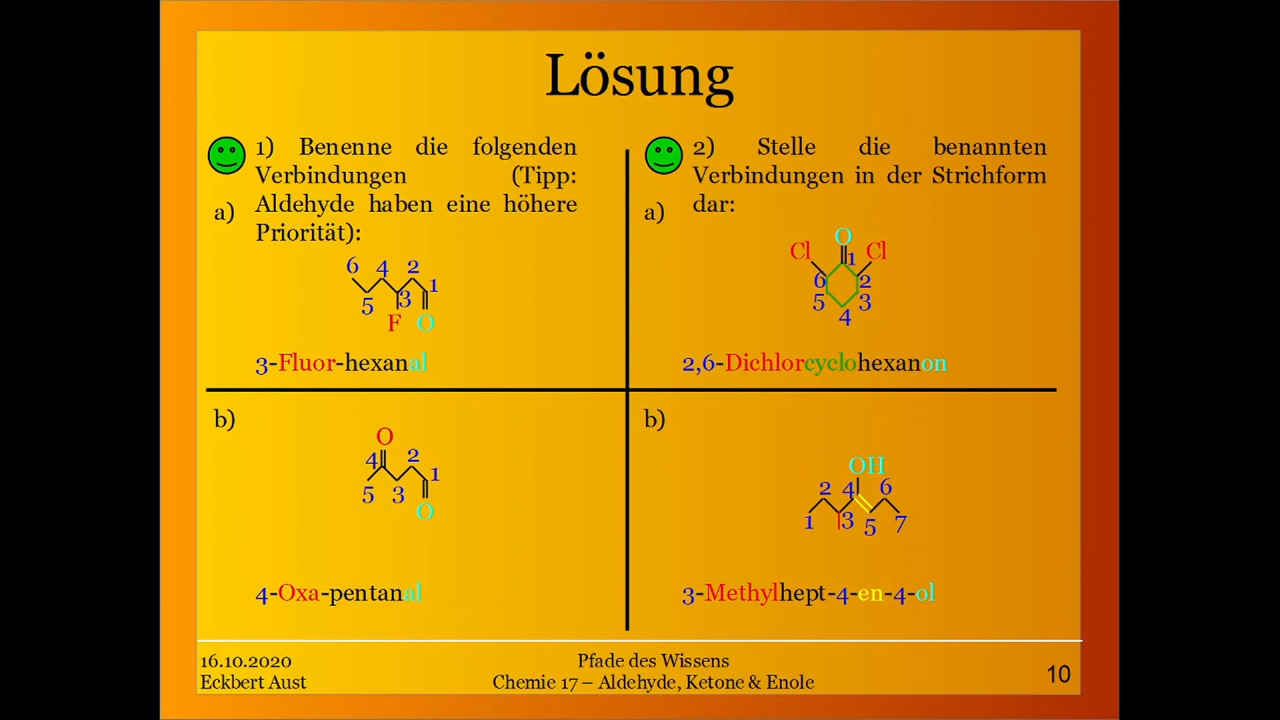 Lösung
1) Benenne die folgenden
Verbindungen (Tipp:
Aldehyde haben eine höhere
Priorität):
a)
6 4 2
1
5 3
F O
3-Fluor-hexanal
2) Stelle die benannten
Verbindungen in der Strichform
dar:
a)
O
Cl 1 Cl
6 2
5 3
4
2,6-Dichlorcyclohexanon
b)
O
4 2
1
5 3
O
4-Oxa-pentanal
b)
OH
2 4 6
1 3 5 7
3-Methylhept-4-en-4-ol
16.10.2020
Eckbert Aust
Pfade des Wissens
Chemie 17 – Aldehyde, Ketone & Enole
10